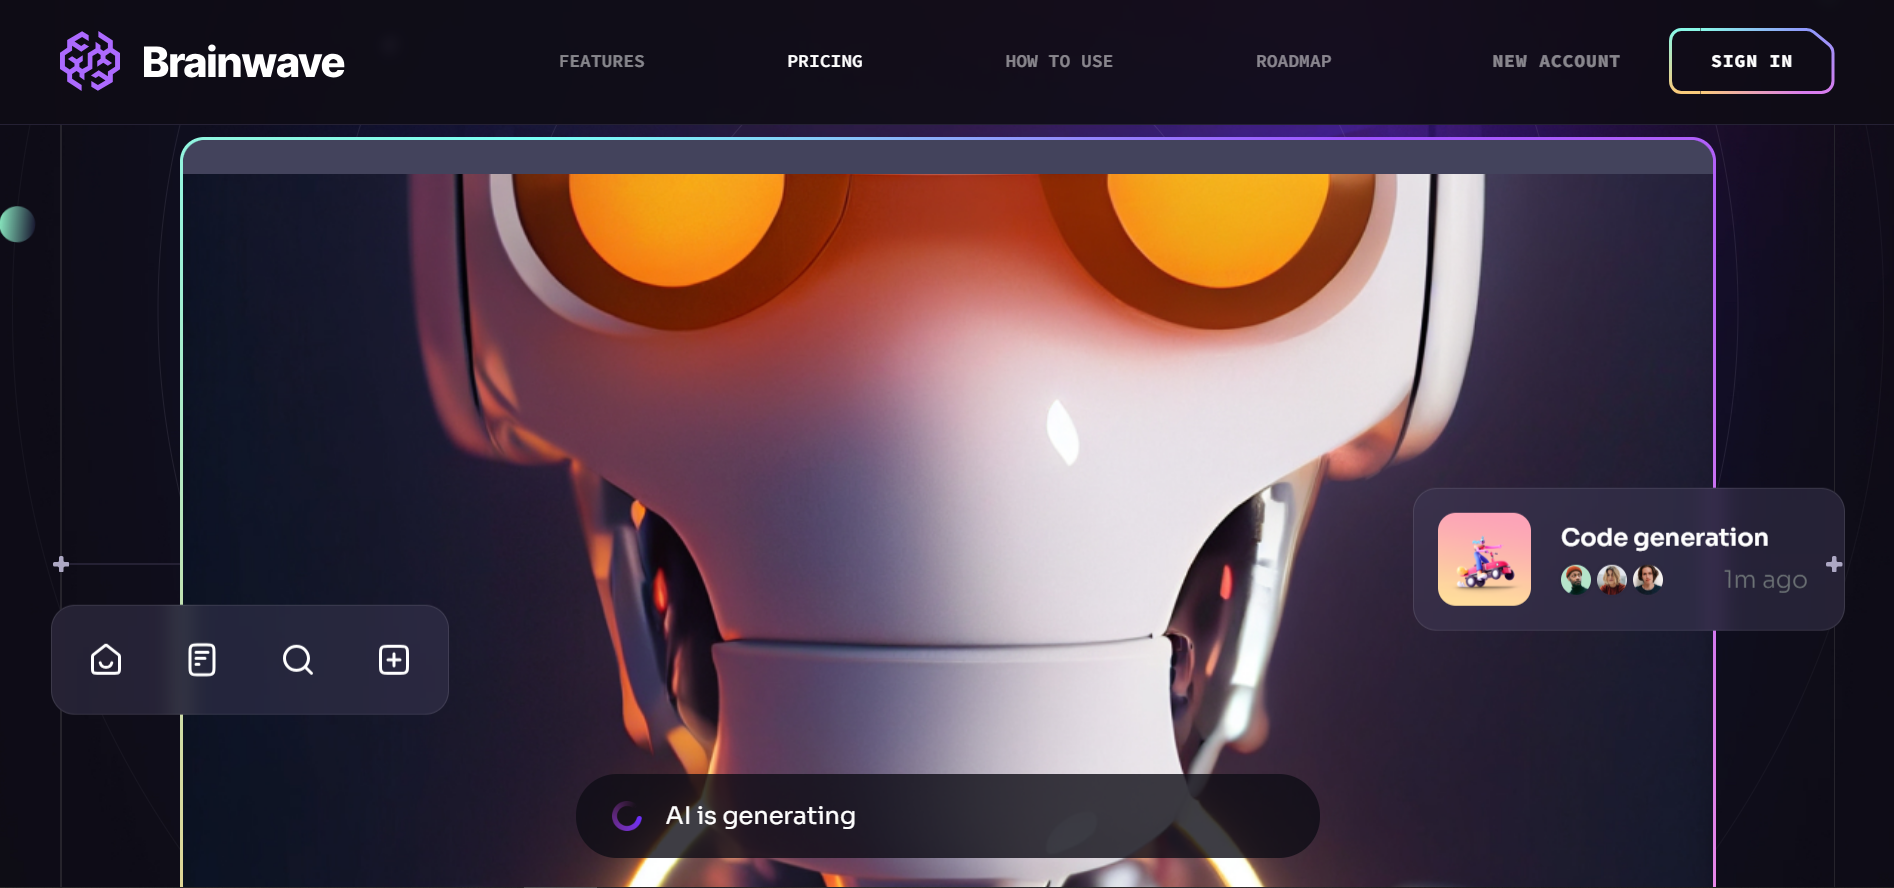 Brainwave
FEATURES
PRICING
HOW TO USE
ROADMAP
NEW ACCOUNT
SIGN IN
Code generation
1m ago
AI is generating